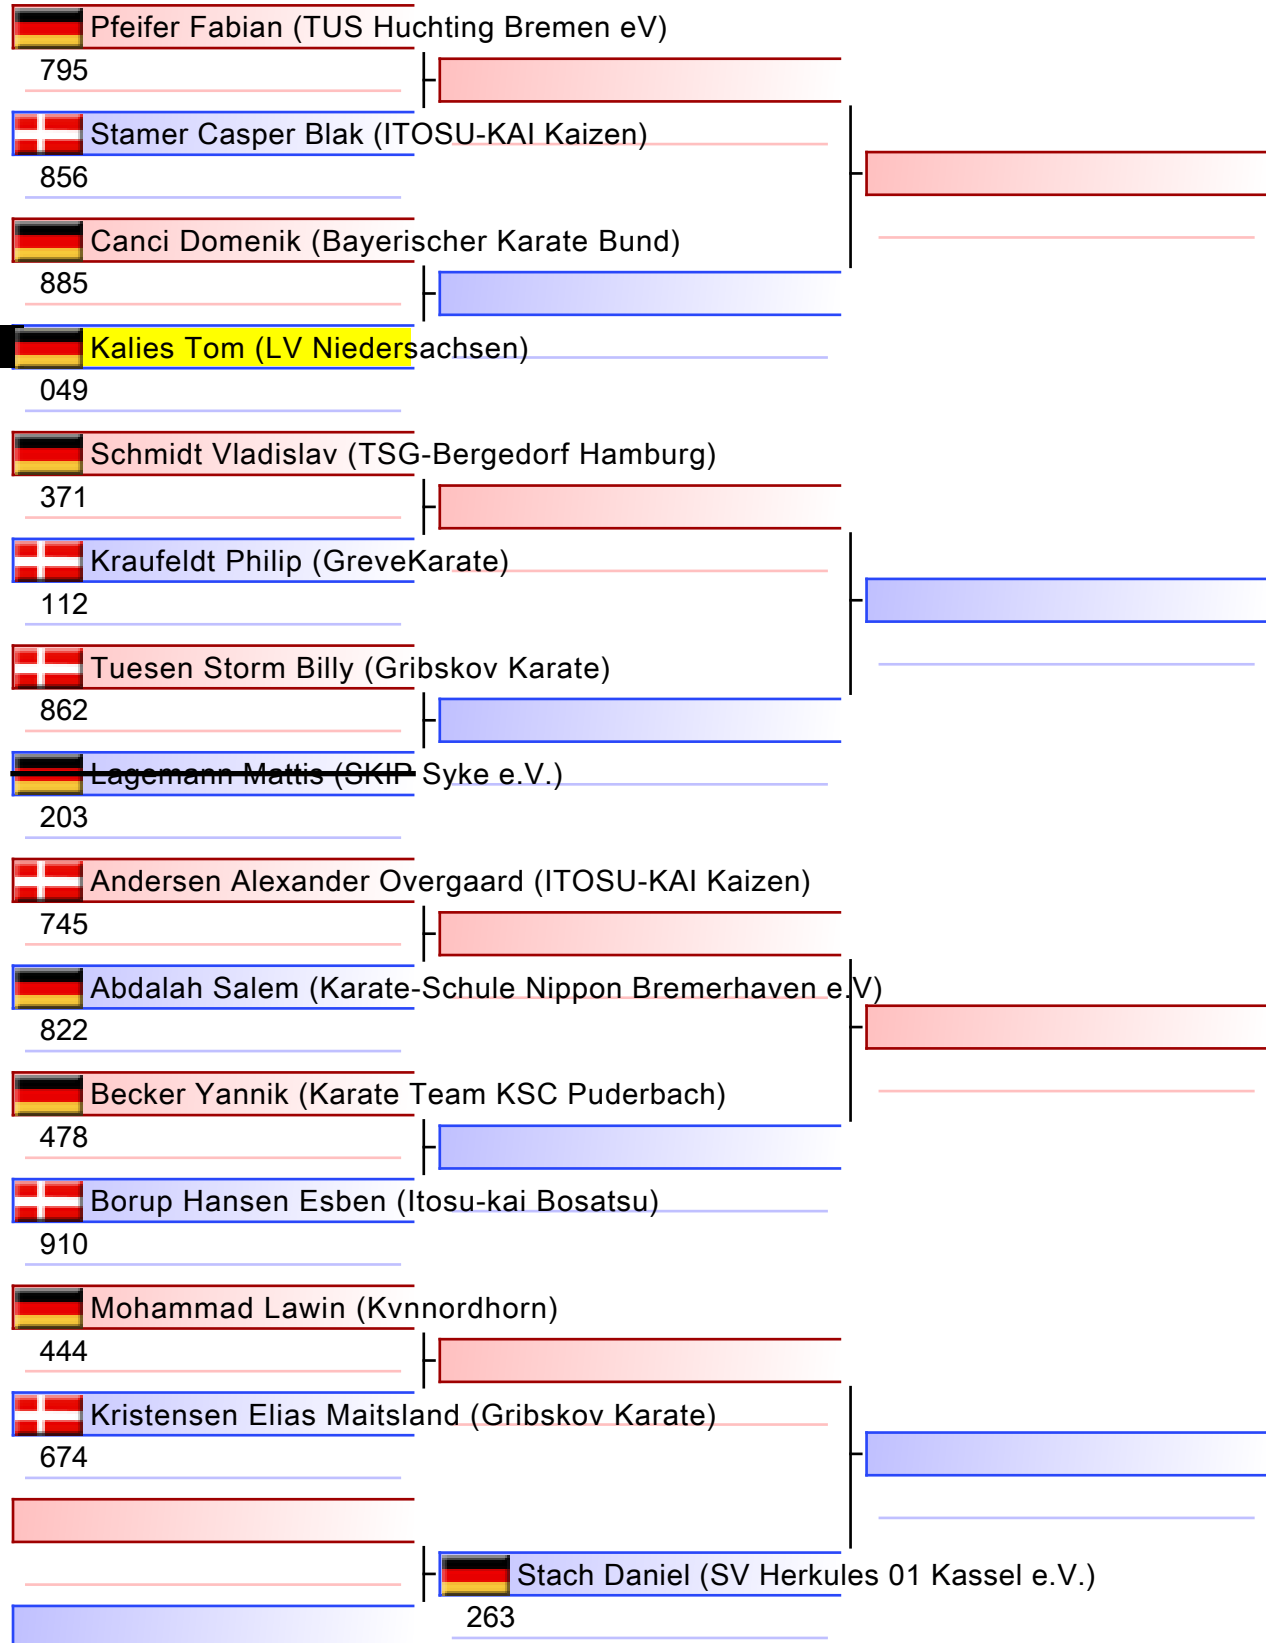 Pfeifer Fabian (TUS Huchting Bremen eV)
795
Stamer Casper Blak (ITOSU-KAI Kaizen)
856
Canci Domenik (Bayerischer Karate Bund)
885
Kalies Tom (LV Niedersachsen)
049
Schmidt Vladislav (TSG-Bergedorf Hamburg)
371
Kraufeldt Philip (GreveKarate)
112
Tuesen Storm Billy (Gribskov Karate)
862
Lagemann Mattis (SKIP Syke e.V.)
203
Andersen Alexander Overgaard (ITOSU-KAI Kaizen)
745
Abdalah Salem (Karate-Schule Nippon Bremerhaven e.V)
822
Becker Yannik (Karate Team KSC Puderbach)
478
Borup Hansen Esben (Itosu-kai Bosatsu)
910
Mohammad Lawin (Kvnnordhorn)
444
Kristensen Elias Maitsland (Gribskov Karate)
674
Stach Daniel (SV Herkules 01 Kassel e.V.)
263